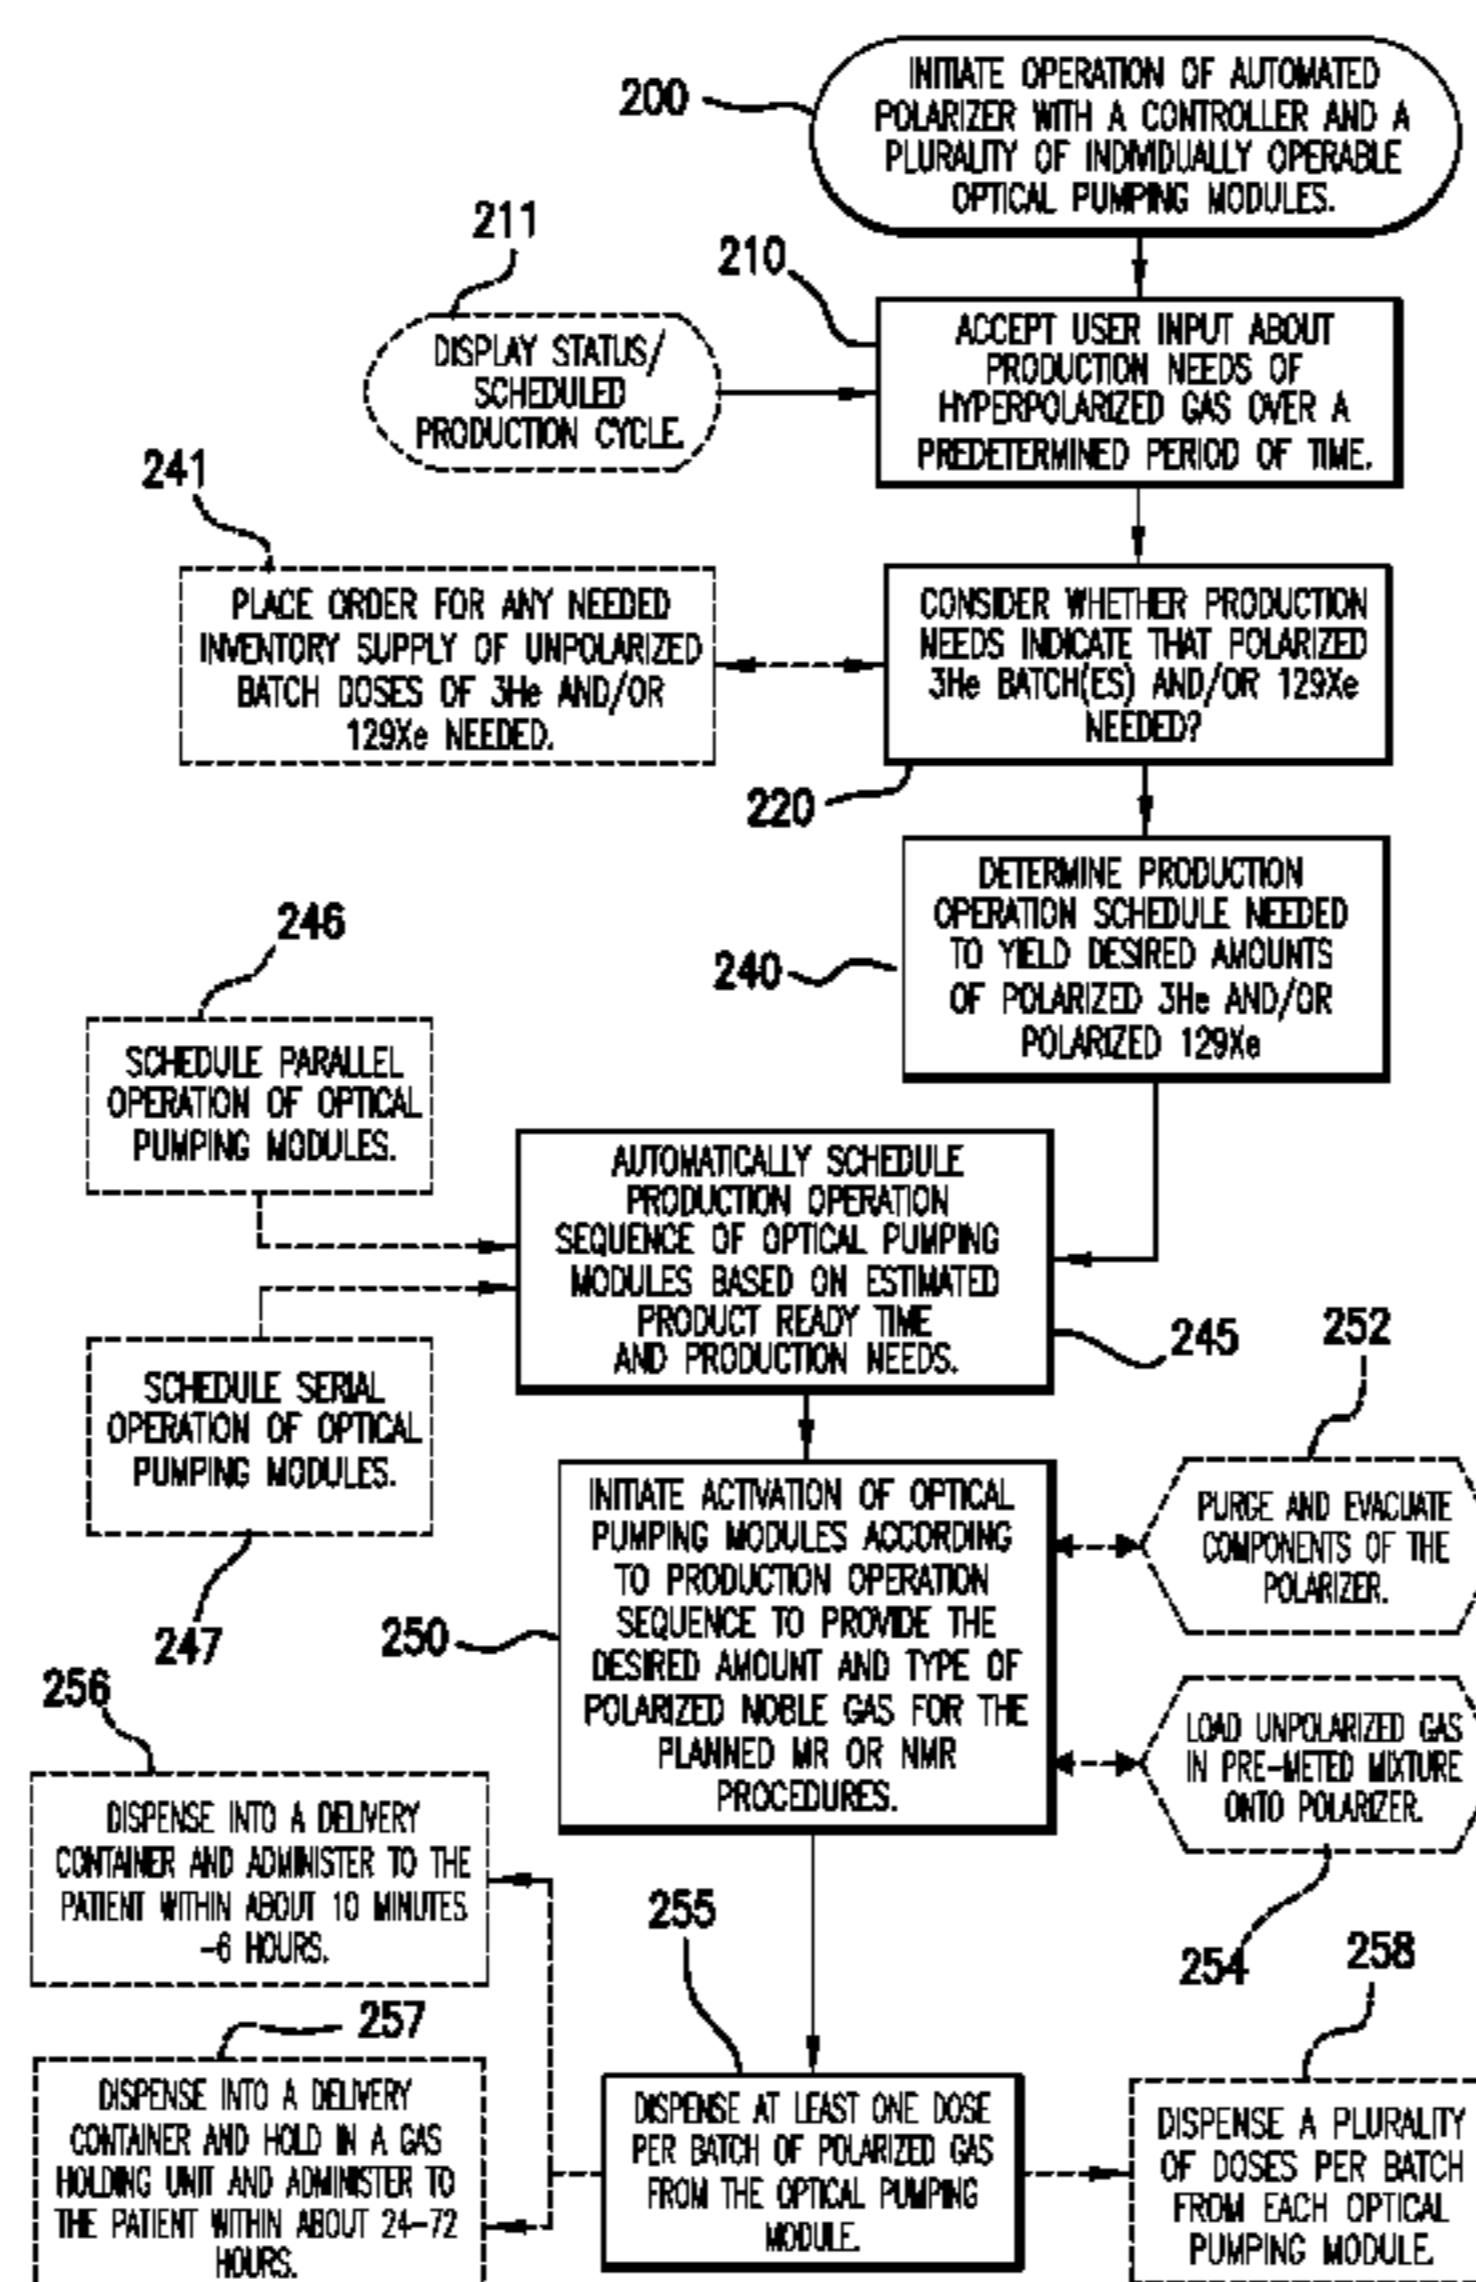 200
INITIATE OPERATION OF AUTOMATED
POLARIZER WITH A CONTROLLER AND A
PLURALITY OF INDIVIDUALLY OPERABLE
OPTICAL PUMPING MODULES.
211
210
DISPLAY STATUS/
SCHEDULED
PRODUCTION CYCLE.
ACCEPT USER INPUT ABOUT
PRODUCTION NEEDS OF
HYPERPOLARIZED GAS OVER A
PREDETERMINED PERIOD OF TIME.
241
PLACE ORDER FOR ANY NEEDED
INVENTORY SUPPLY OF UNPOLARIZED
BATCH DOSES OF 3He AND/OR
129Xe NEEDED.
CONSIDER WHETHER PRODUCTION
NEEDS INDICATE THAT POLARIZED
3He BATCH(ES) AND/OR 129Xe
NEEDED?
220
DETERMINE PRODUCTION
OPERATION SCHEDULE NEEDED
TO YIELD DESIRED AMOUNTS
OF POLARIZED 3He AND/OR
POLARIZED 129Xe
240
246
SCHEDULE PARALLEL
OPERATION OF OPTICAL
PUMPING MODULES.
AUTOMATICALLY SCHEDULE
PRODUCTION OPERATION
SEQUENCE OF OPTICAL PUMPING
MODULES BASED ON ESTIMATED
PRODUCT READY TIME
AND PRODUCTION NEEDS.
245
252
SCHEDULE SERIAL
OPERATION OF OPTICAL
PUMPING MODULES.
247
INITIATE ACTIVATION OF OPTICAL
PUMPING MODULES ACCORDING
TO PRODUCTION OPERATION
SEQUENCE TO PROVIDE THE
DESIRED AMOUNT AND TYPE OF
POLARIZED NOBLE GAS FOR THE
PLANNED MR OR NMR
PROCEDURES.
250
PURGE AND EVACUATE
COMPONENTS OF THE
POLARIZER.
LOAD UNPOLARIZED GAS
IN PRE-METED MIXTURE
ONTO POLARIZER.
254
256
DISPENSE INTO A DELIVERY
CONTAINER AND ADMINISTER TO THE
PATIENT WITHIN ABOUT 10 MINUTES
-6 HOURS.
255
258
257
DISPENSE INTO A DELIVERY
CONTAINER AND HOLD IN A GAS
HOLDING UNIT AND ADMINISTER TO
THE PATIENT WITHIN ABOUT 24-72
HOURS.
DISPENSE AT LEAST ONE DOSE
PER BATCH OF POLARIZED GAS
FROM THE OPTICAL PUMPING
MODULE.
DISPENSE A PLURALITY
OF DOSES PER BATCH
FROM EACH OPTICAL
PUMPING MODULE.